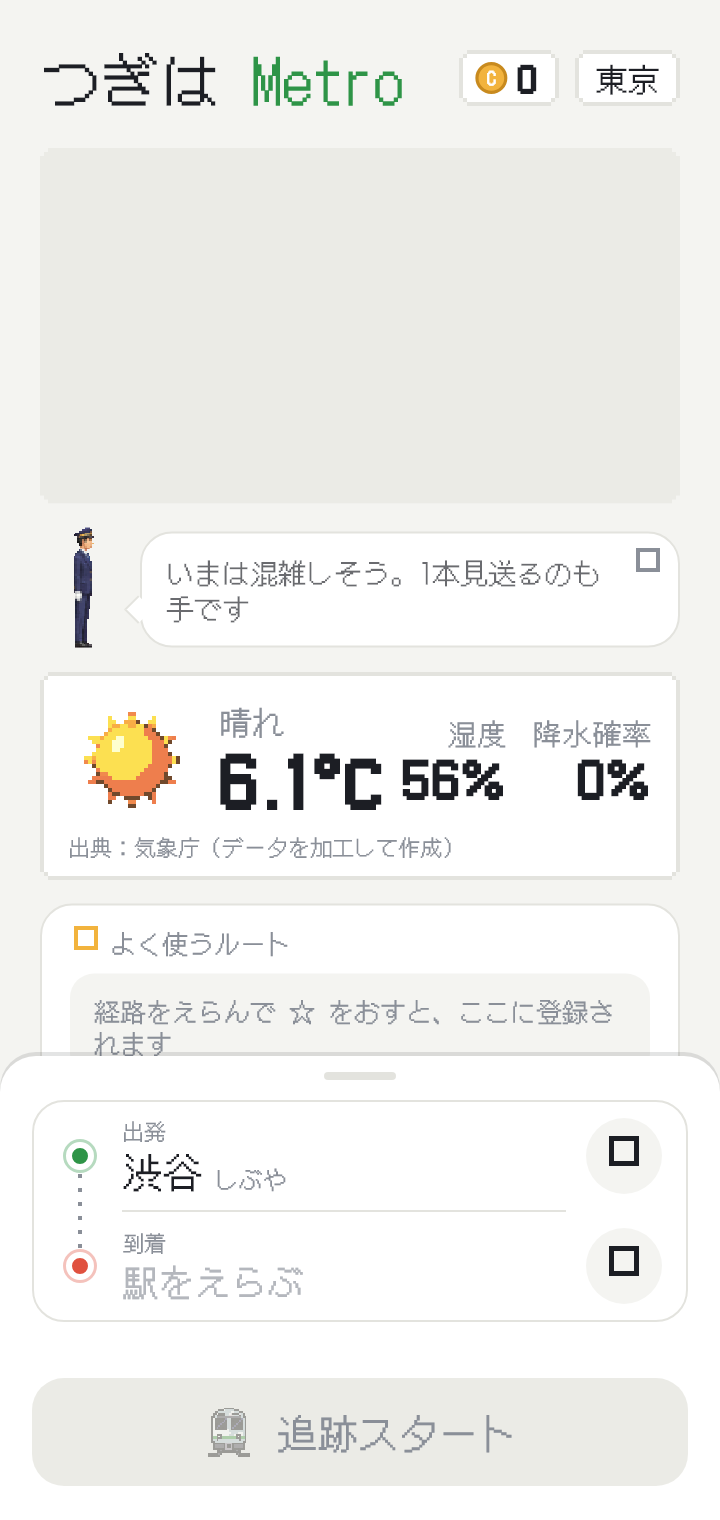 つぎは Metro
C 0
東京
いまは混雑しそう。1本見送るのも
手です
晴れ
6.1°C
湿度
56%
降水確率
0%
出典：気象庁（データを加工して作成）
よく使うルート
経路をえらんで ☆ をおすと、ここに登録さ
れます
出発
渋谷 しぶや
到着
駅をえらぶ
追跡スタート